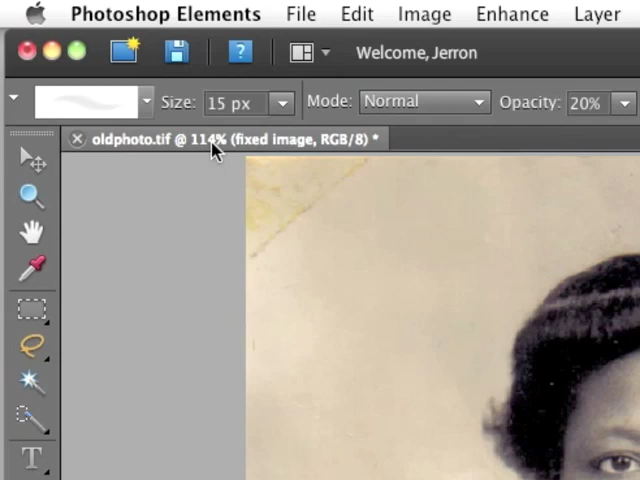 Photoshop Elements File Edit Image Enhance Layer
? Welcome, Jerron
Size: 15 px Mode: Normal Opacity: 20%
oldphoto.tif @ 114% (fixed image, RGB/8) *
T